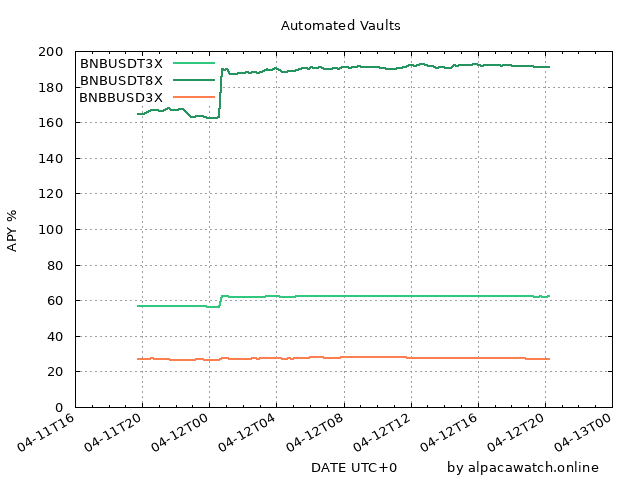 Automated Vaults
200
180
160
140
120
100
80
60
40
20
0
APY %
BNBUSDT3X
BNBUSDT8X
BNBBUSD3X
04-11T16
04-11T20
04-12T00
04-12T04
04-12T08
04-12T12
04-12T16
04-12T20
04-13T00
DATE UTC+0
by alpacawatch.online